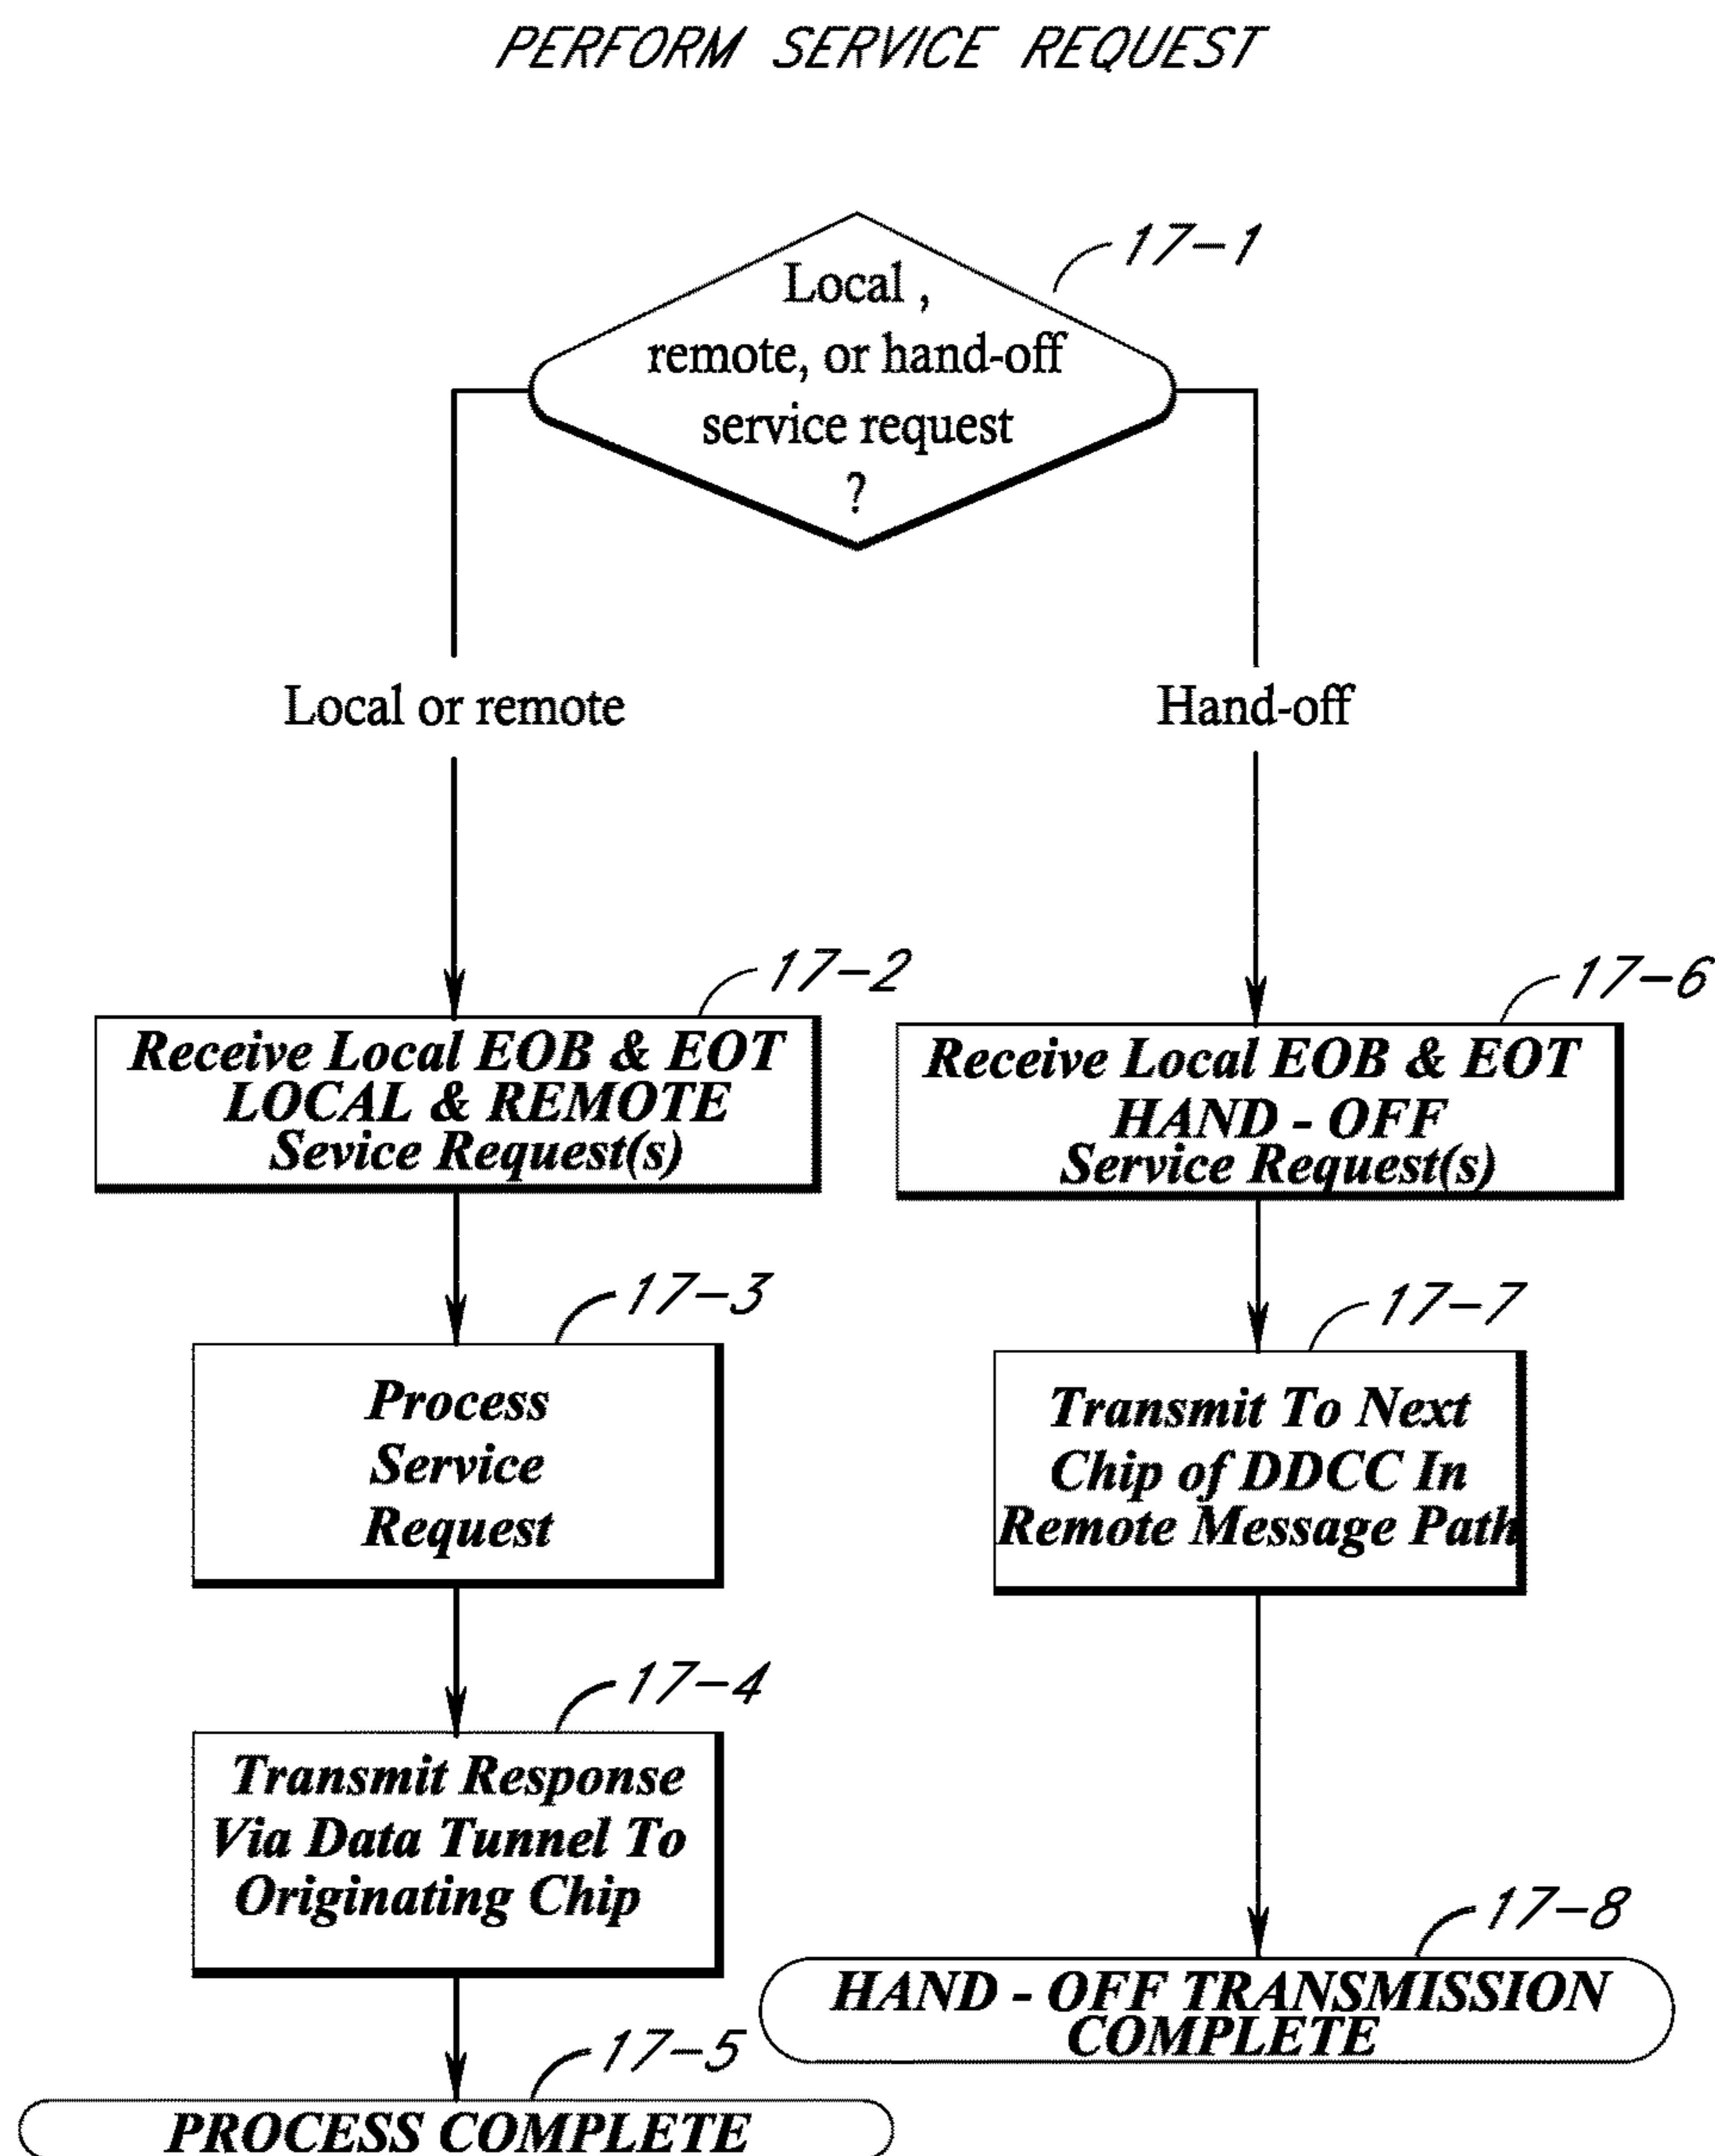 PERFORM SERVICE REQUEST
17-1
Local ,
remote, or hand-off
service request
?
Local or remote
Hand-off
17-2
Receive Local EOB & EOT
LOCAL & REMOTE
Sevice Request(s)
17-6
Receive Local EOB & EOT
HAND - OFF
Service Request(s)
17-3
Process
Service
Request
17-7
Transmit To Next
Chip of DDCC In
Remote Message Path
17-4
Transmit Response
Via Data Tunnel To
Originating Chip
17-8
HAND - OFF TRANSMISSION
COMPLETE
17-5
PROCESS COMPLETE